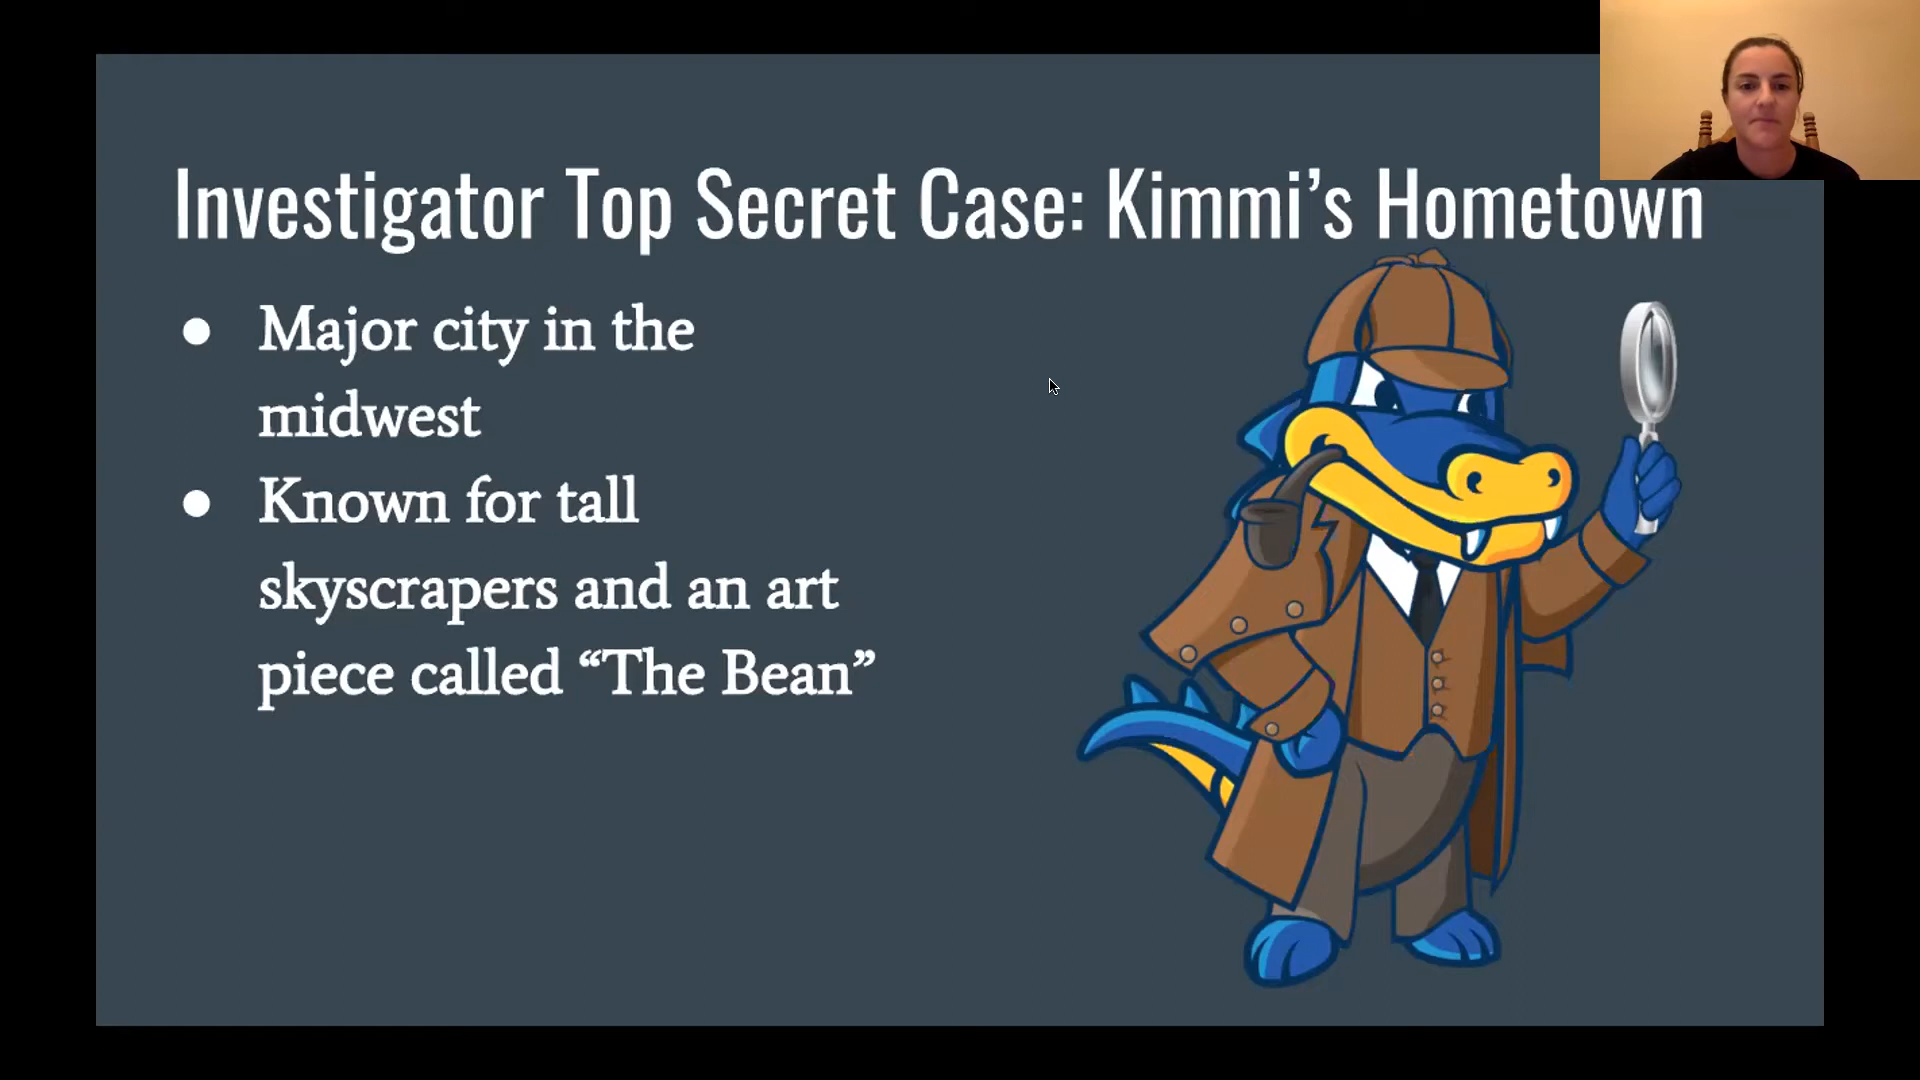 Investigator Top Secret Case: Kimmi’s Hometown
● Major city in the
midwest
● Known for tall
skyscrapers and an art
piece called “The Bean”